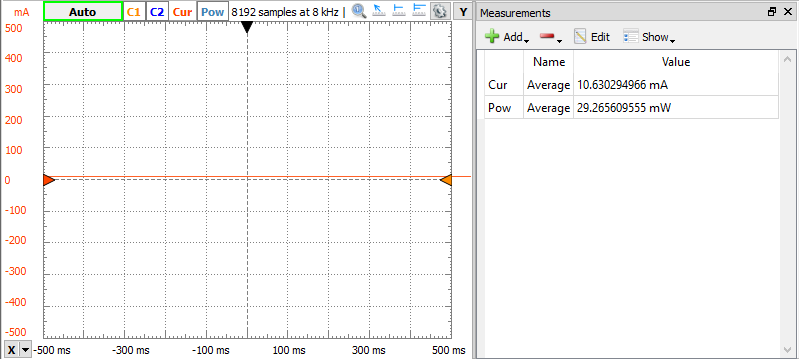 mA Auto C1 C2 Cur Pow 8192 samples at 8 kHz | Y
500
400
300
200
100
0
-100
-200
-300
-400
-500
X -500 ms -300 ms -100 ms 100 ms 300 ms 500 ms
Measurements
Add Edit Show
Name Value
Cur Average 10.630294966 mA
Pow Average 29.265609555 mW